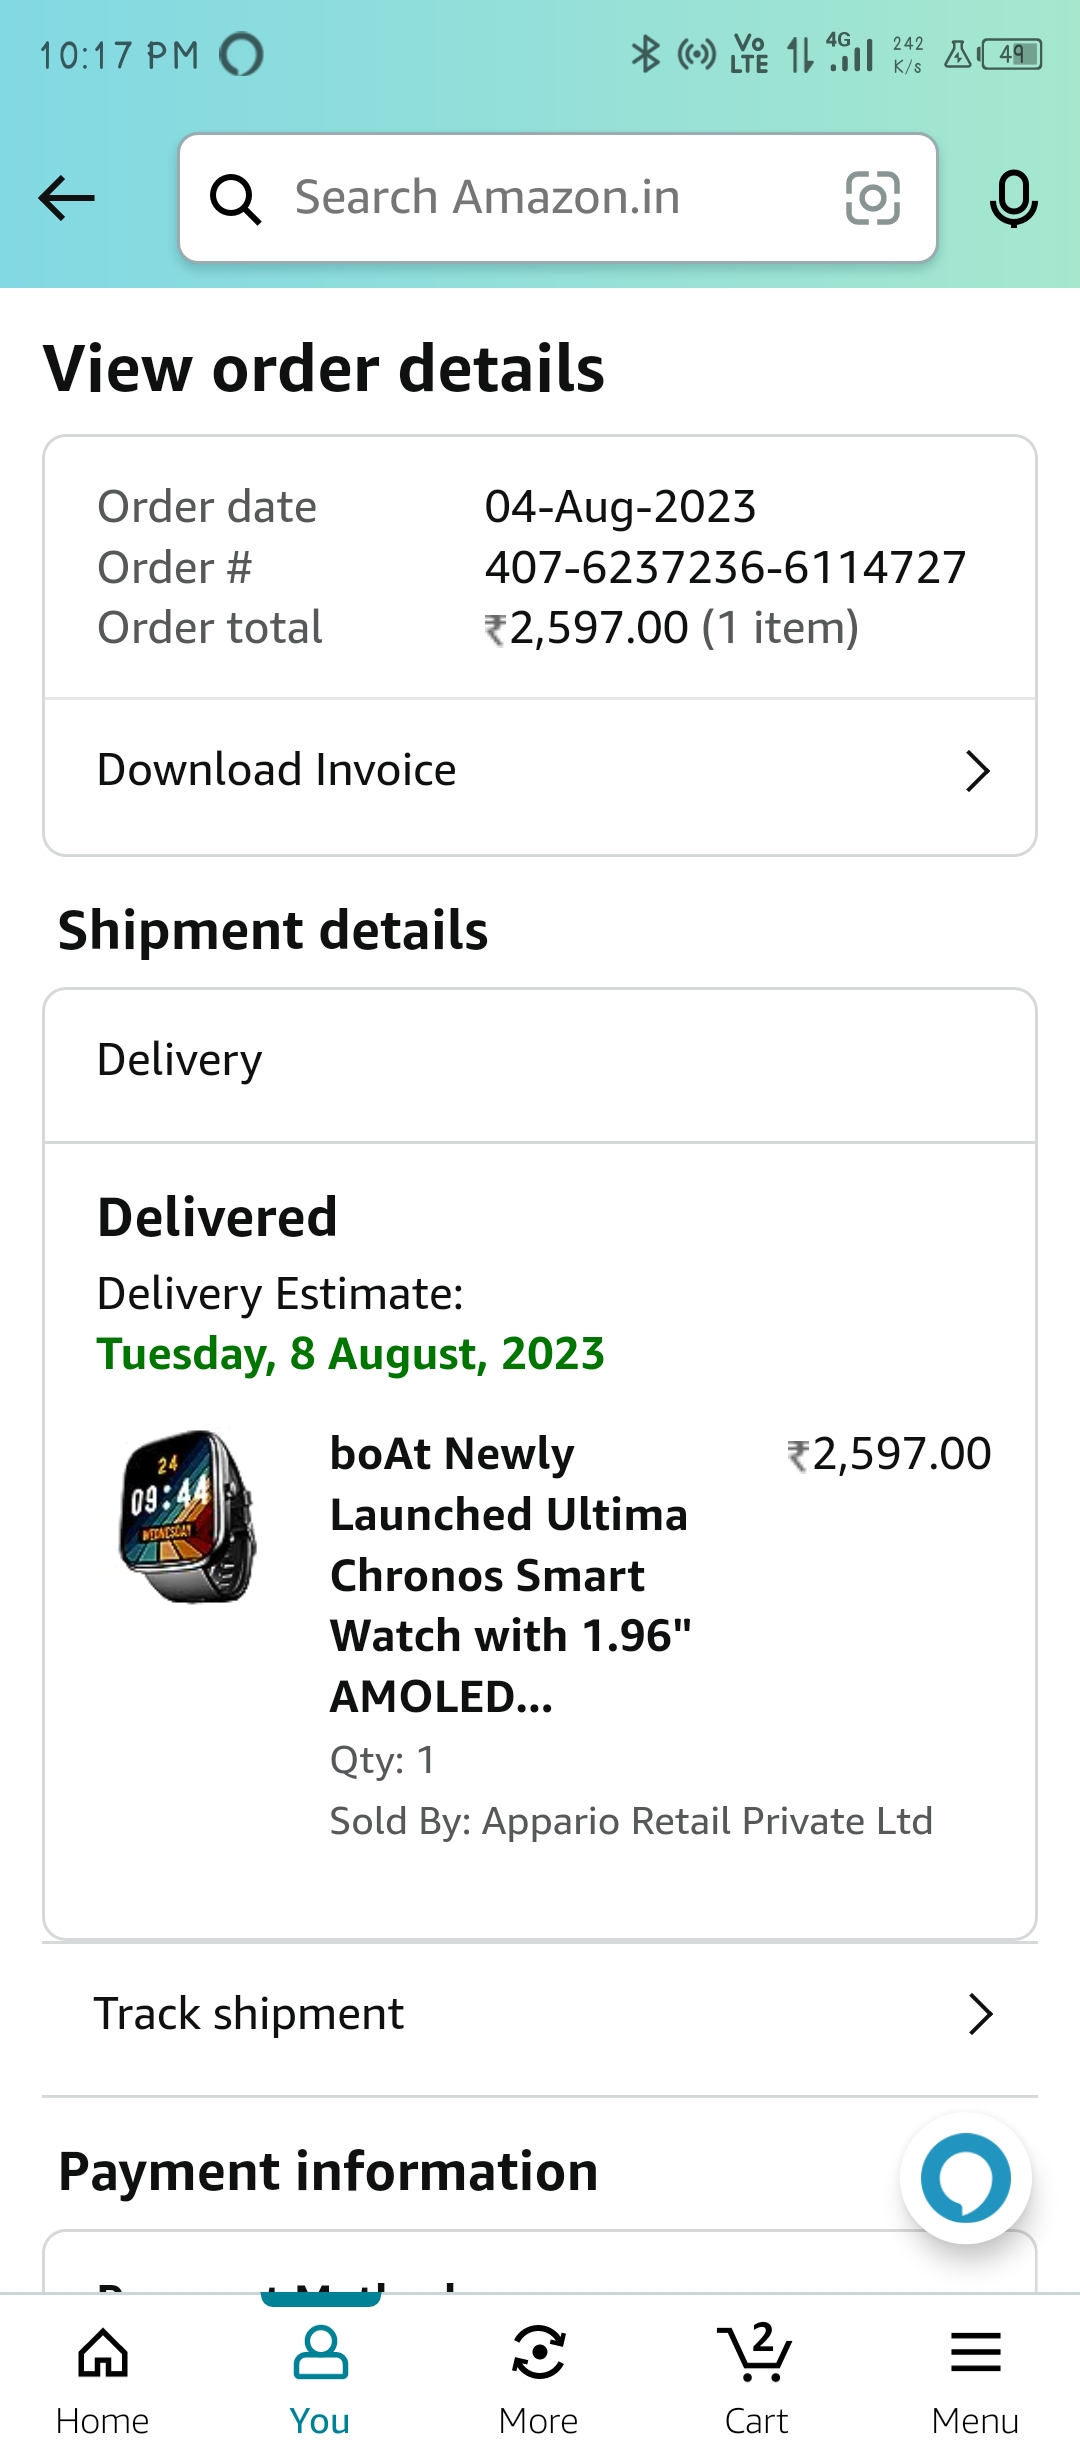 10:17 PM
Vo LTE 4G 242 K/s 49
Search Amazon.in
View order details
Order date 04-Aug-2023
Order # 407-6237236-6114727
Order total ₹2,597.00 (1 item)
Download Invoice
Shipment details
Delivery
Delivered
Delivery Estimate:
Tuesday, 8 August, 2023
24
09:44
WEDNESDAY
boAt Newly ₹2,597.00
Launched Ultima
Chronos Smart
Watch with 1.96"
AMOLED...
Qty: 1
Sold By: Appario Retail Private Ltd
Track shipment
Payment information
2
Home You More Cart Menu